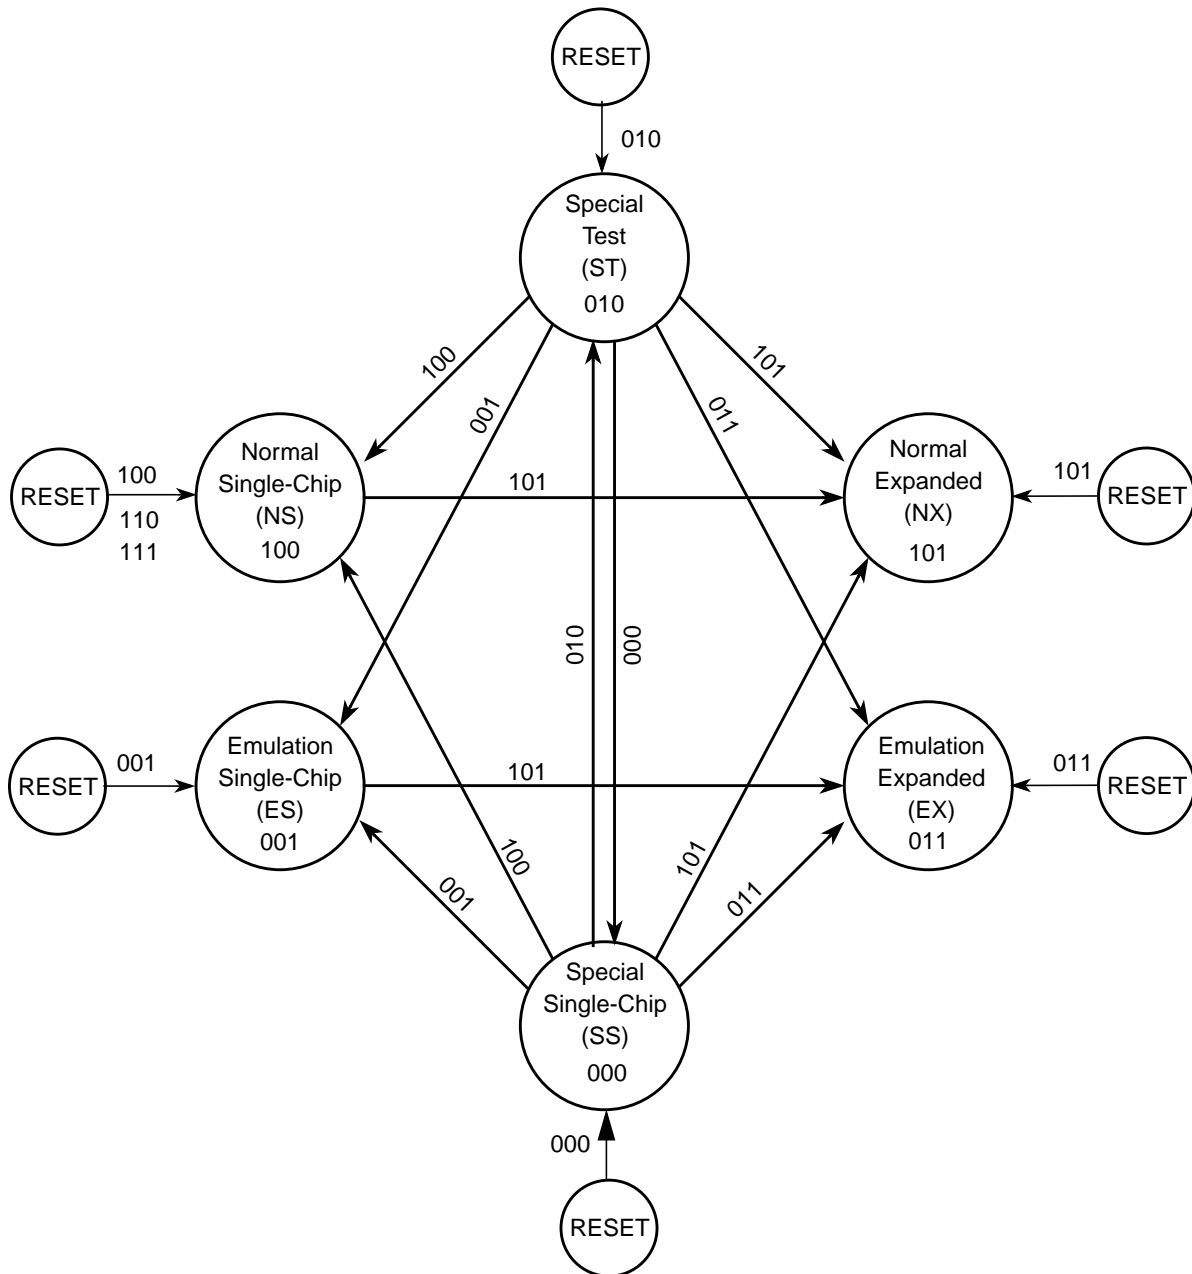 RESET
010
Special
Test
(ST)
010
100
001
101
011
Normal
Single-Chip
(NS)
100
RESET
100
110
111
101
Normal
Expanded
(NX)
101
101
RESET
010
000
Emulation
Single-Chip
(ES)
001
RESET
001
101
Emulation
Expanded
(EX)
011
011
RESET
001
100
101
011
Special
Single-Chip
(SS)
000
000
RESET